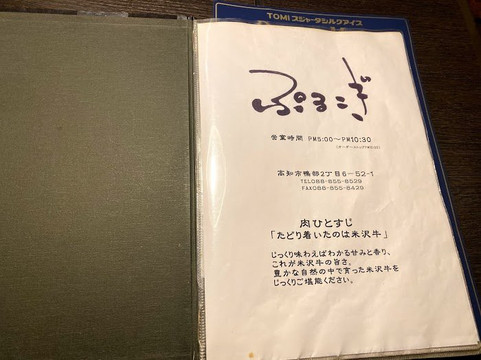 TOMI スジャータシルクアイス
ぷるこぎ
営業時間 PM5:00～PM10:30
高知市鴨部2丁目6－52-1
TEL088-855-8529
FAX088-855-8429
肉ひとすじ
「たどり着いたのは米沢牛」
じっくり味わえばわかる甘みと香り、
これが米沢牛の旨さ、
豊かな自然の中で育った米沢牛を
じっくりご堪能ください。